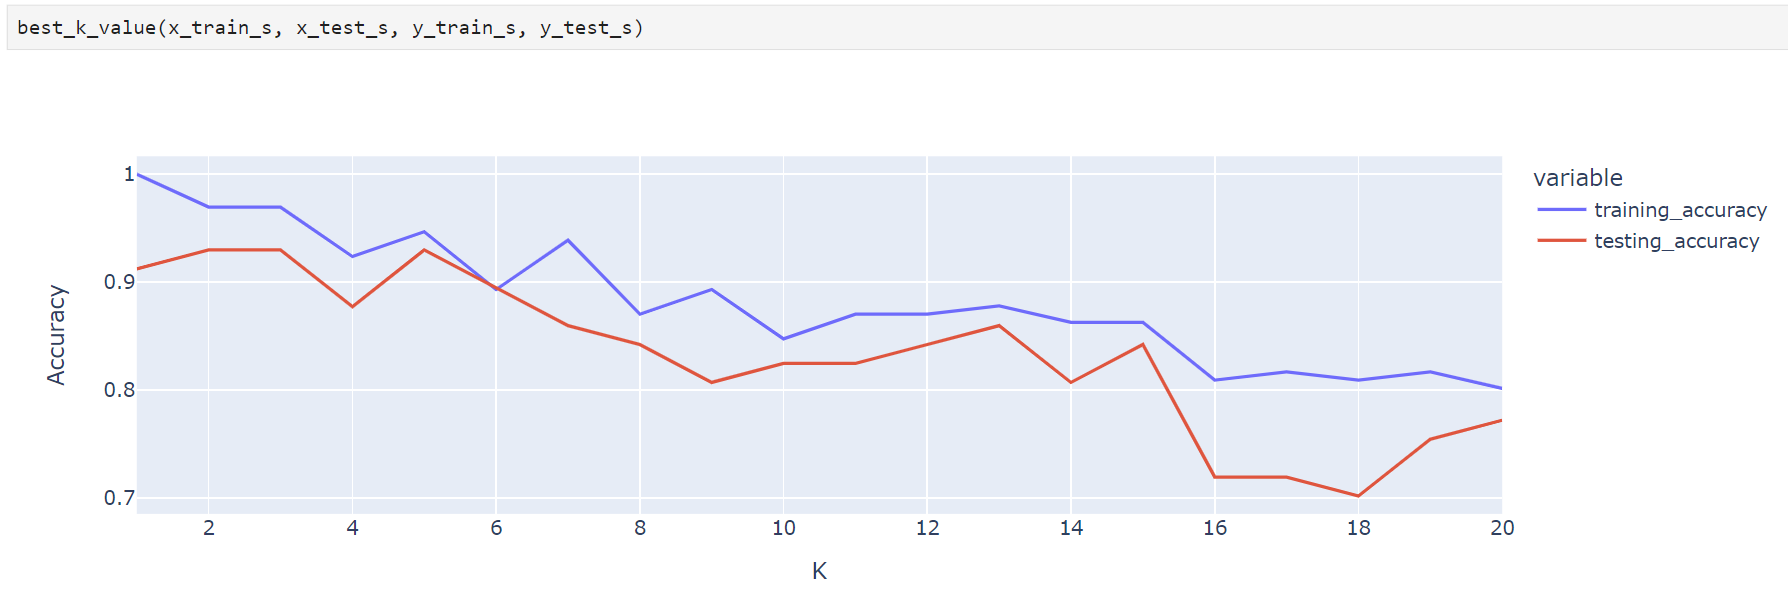 best_k_value(x_train_s, x_test_s, y_train_s, y_test_s)
variable
training_accuracy
testing_accuracy
Accuracy
1
0.9
0.8
0.7
2 4 6 8 10 12 14 16 18 20
K